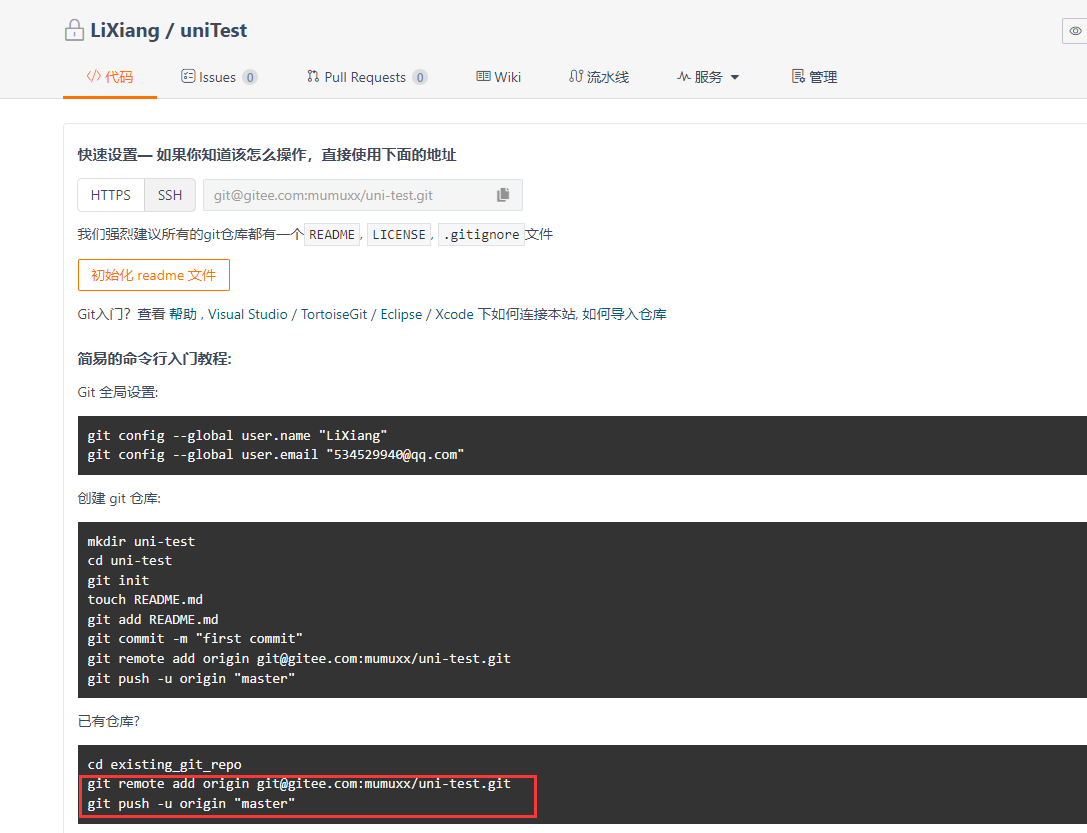 LiXiang / uniTest
代码 Issues 0 Pull Requests 0 Wiki 流水线 服务 管理
快速设置— 如果你知道该怎么操作，直接使用下面的地址
HTTPS SSH git@gitee.com:mumuxx/uni-test.git
我们强烈建议所有的git仓库都有一个 README, LICENSE, .gitignore 文件
初始化 readme 文件
Git入门？查看 帮助 , Visual Studio / TortoiseGit / Eclipse / Xcode 下如何连接本站, 如何导入仓库
简易的命令行入门教程:
Git 全局设置:
git config --global user.name "LiXiang"
git config --global user.email "534529940@qq.com"
创建 git 仓库:
mkdir uni-test
cd uni-test
git init
touch README.md
git add README.md
git commit -m "first commit"
git remote add origin git@gitee.com:mumuxx/uni-test.git
git push -u origin "master"
已有仓库?
cd existing_git_repo
git remote add origin git@gitee.com:mumuxx/uni-test.git
git push -u origin "master"